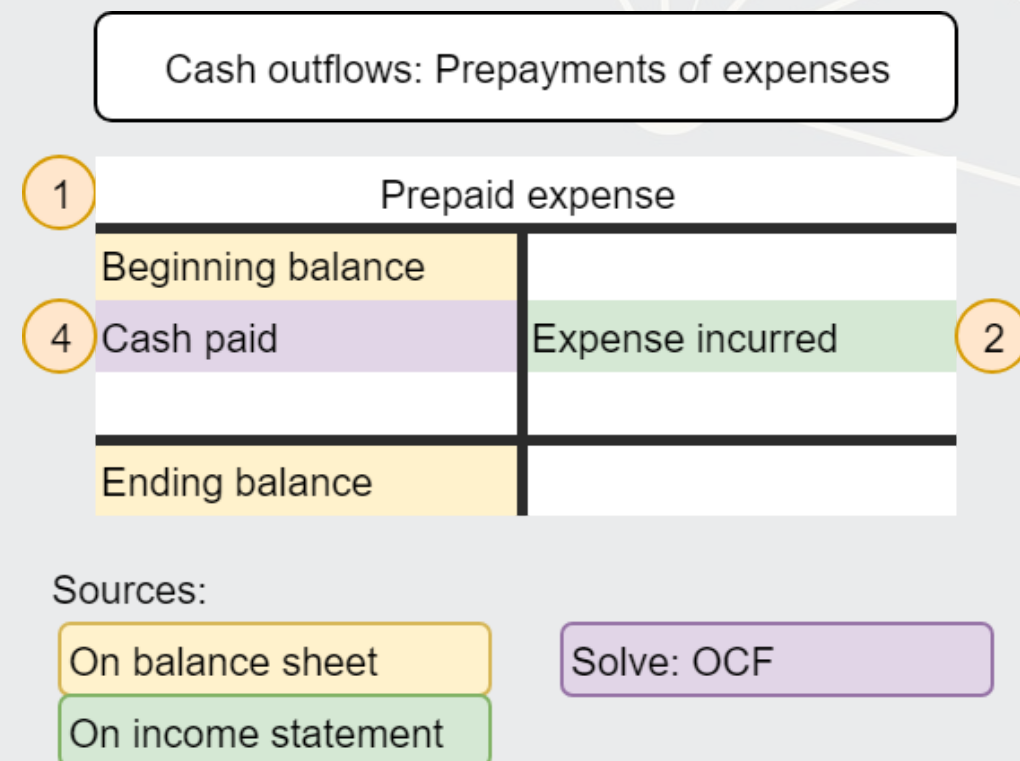 Cash outflows: Prepayments of expenses
1
Prepaid expense
Beginning balance
4
Cash paid
Expense incurred
2
Ending balance
Sources:
On balance sheet
Solve: OCF
On income statement